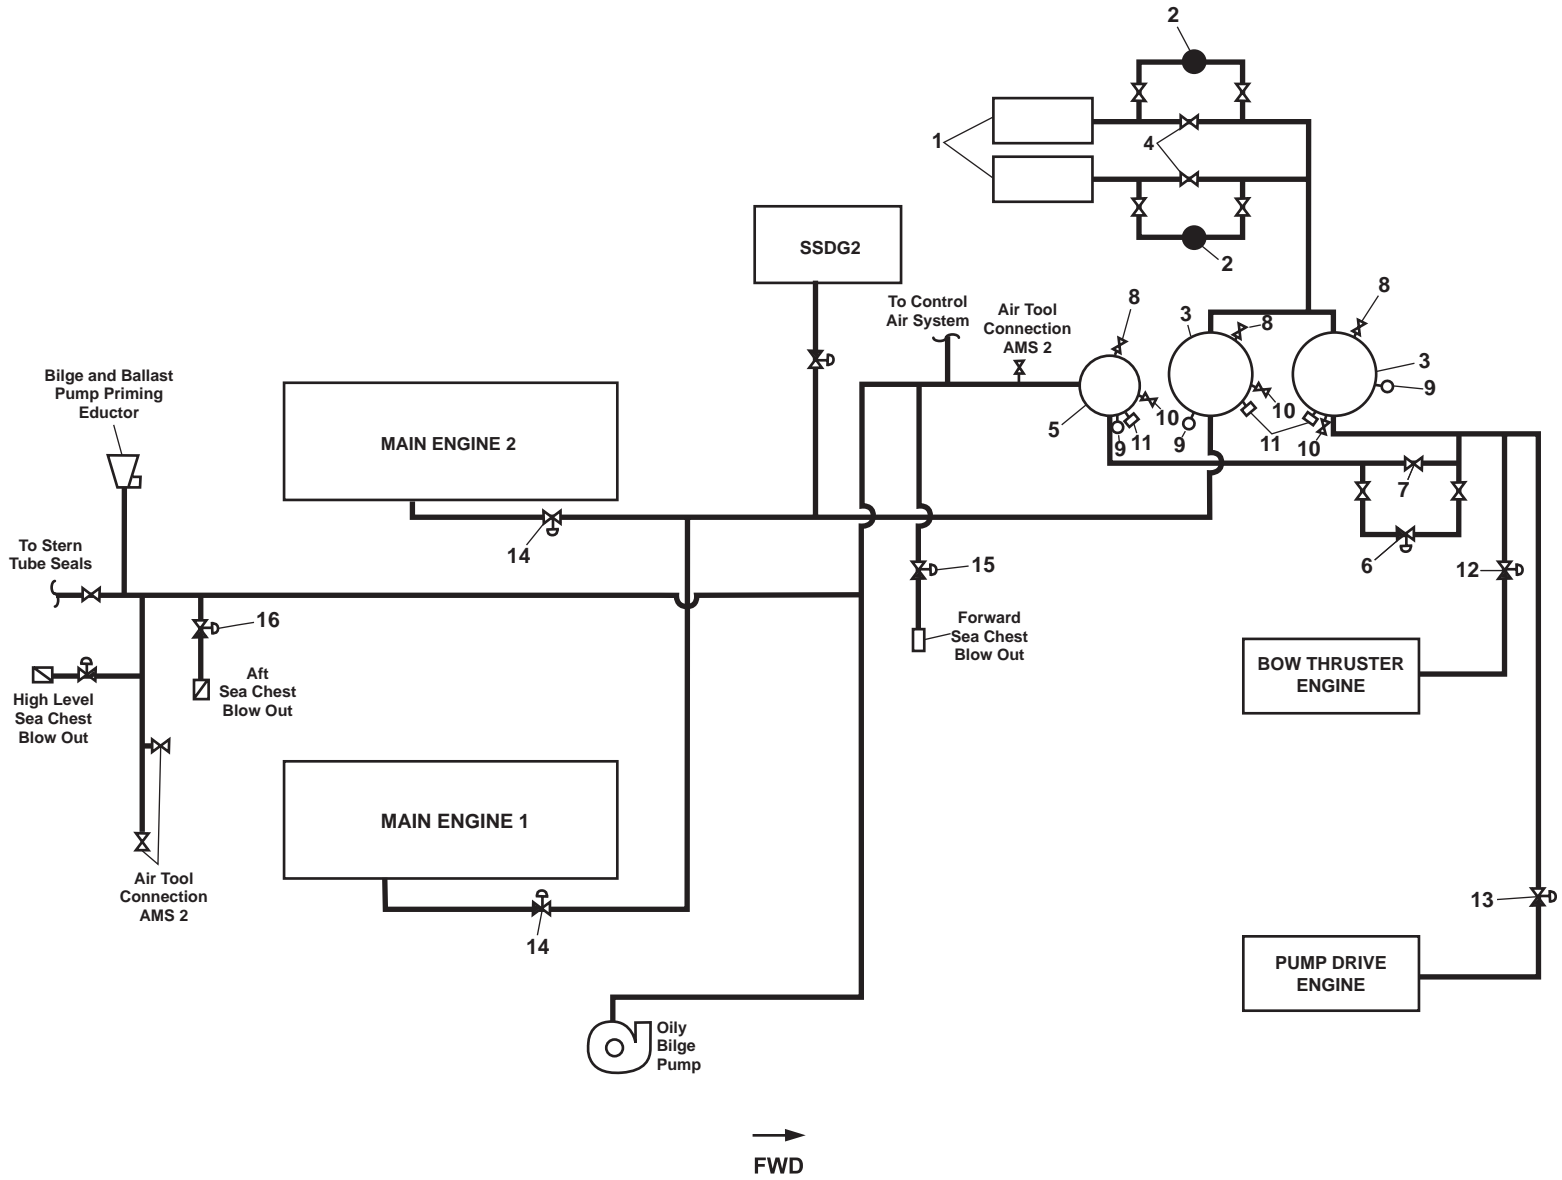 2
1
4
2
SSDG2
To Control
Air System
Air Tool
Connection
AMS 2
8
3
8
8
3
9
5
10
9
11
9
10
11
10
7
6
Bilge and Ballast
Pump Priming
Eductor
MAIN ENGINE 2
14
To Stern
Tube Seals
15
12
16
Forward
Sea Chest
Blow Out
High Level
Sea Chest
Blow Out
Aft
Sea Chest
Blow Out
BOW THRUSTER
ENGINE
MAIN ENGINE 1
Air Tool
Connection
AMS 2
14
13
PUMP DRIVE
ENGINE
Oily
Bilge
Pump
FWD